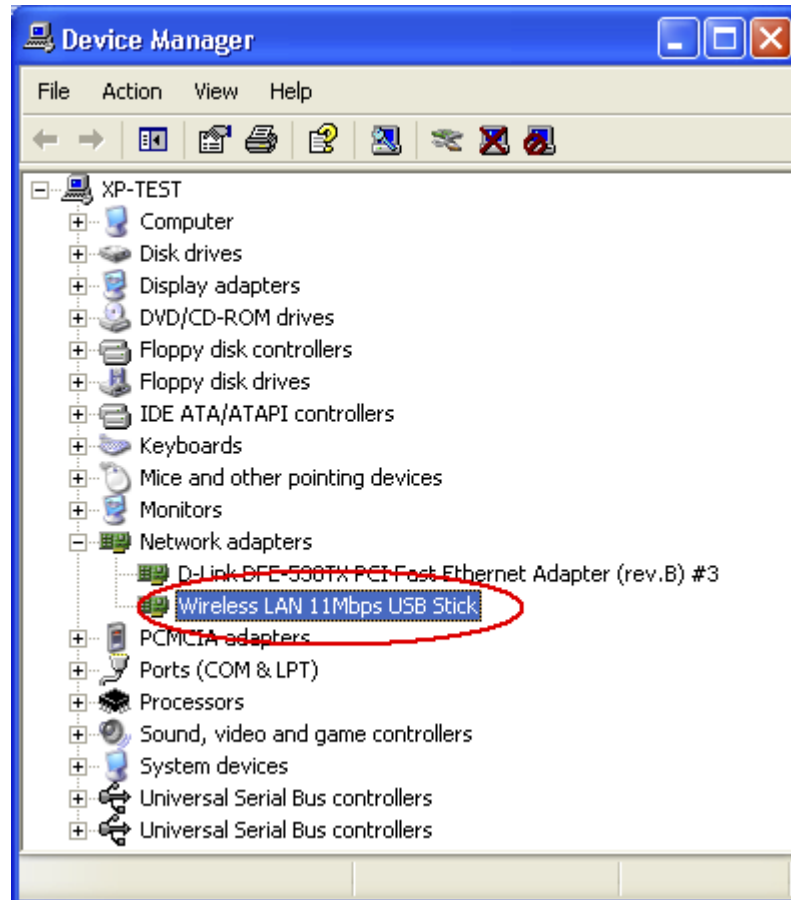 Device Manager
File Action View Help
XP-TEST
Computer
Disk drives
Display adapters
DVD/CD-ROM drives
Floppy disk controllers
Floppy disk drives
IDE ATA/ATAPI controllers
Keyboards
Mice and other pointing devices
Monitors
Network adapters
D-Link DFE-530TX PCI Fast Ethernet Adapter (rev.B) #3
Wireless LAN 11Mbps USB Stick
PCMCIA adapters
Ports (COM & LPT)
Processors
Sound, video and game controllers
System devices
Universal Serial Bus controllers
Universal Serial Bus controllers